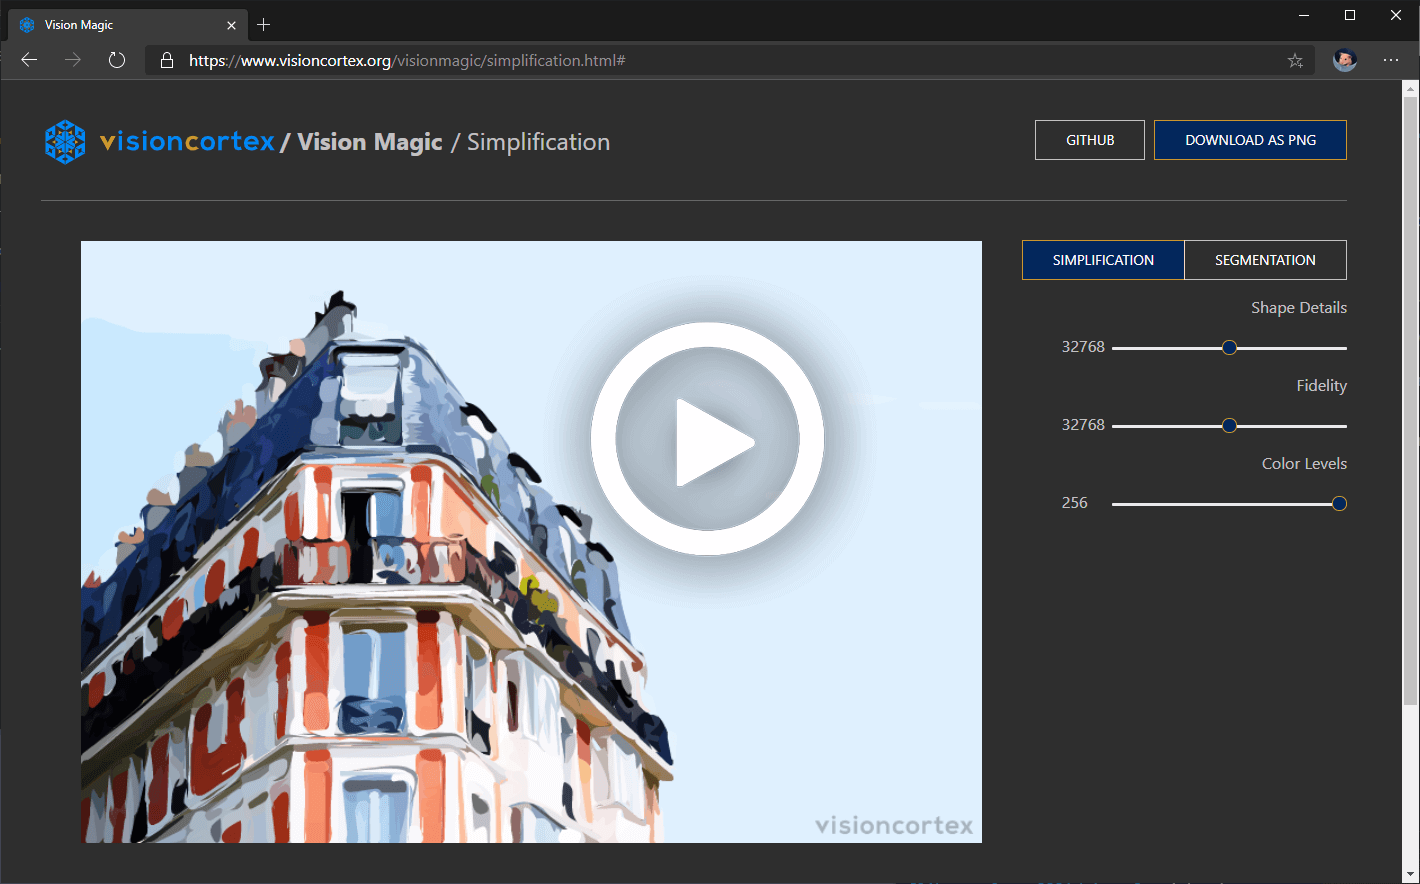 Vision Magic
https://www.visioncortex.org/visionmagic/simplification.html#
visioncortex / Vision Magic / Simplification
GITHUB
DOWNLOAD AS PNG
SIMPLIFICATION
SEGMENTATION
Shape Details
32768
Fidelity
32768
Color Levels
256
visioncortex